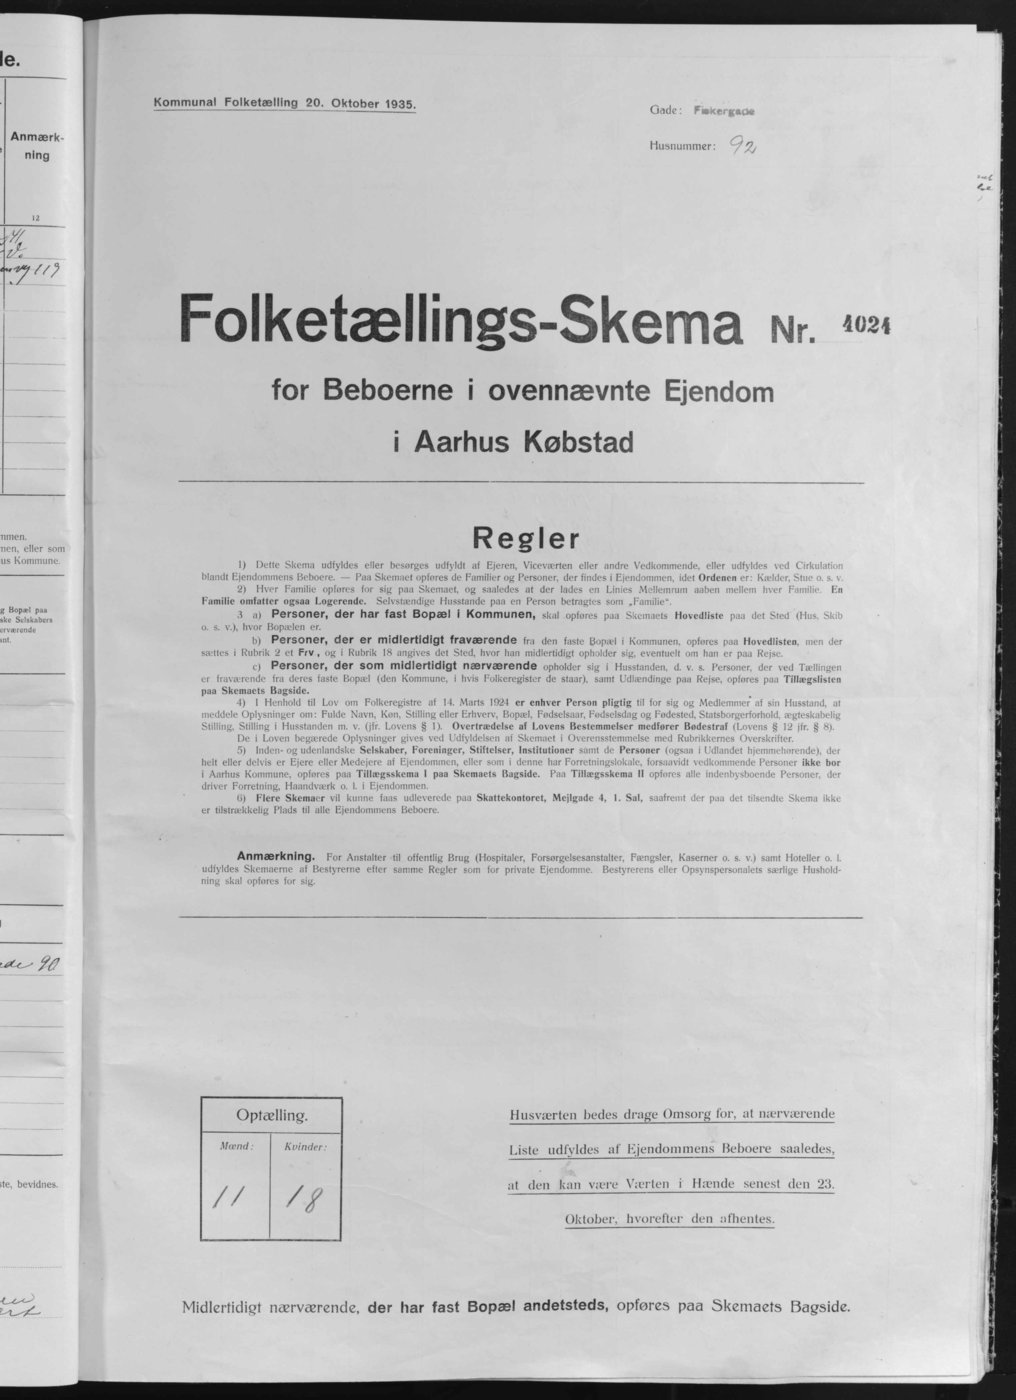 le.
Anmærk-
ning
12
119
mmen.
men, eller som
us Kommune.
g Bopæl paa
ske Selskabers
erværende
ant.
90
ste, bevidnes.
Kommunal Folketælling 20. Oktober 1935.
Gade: Fiskergade
Husnummer: 92
Folketællings-Skema Nr. 4024
for Beboerne i ovennævnte Ejendom
i Aarhus Købstad
Regler
1) Dette Skema udfyldes eller besørges udfyldt af Ejeren, Viceværten eller andre Vedkommende, eller udfyldes ved Cirkulation
blandt Ejendommens Beboere. — Paa Skemaet opføres de Familier og Personer, der findes i Ejendommen, idet Ordenen er: Kælder, Stue o. s. v.
2) Hver Familie opføres for sig paa Skemaet, og saaledes at der lades en Linies Mellemrum aaben mellem hver Familie. En
Familie omfatter ogsaa Logerende. Selvstændige Husstande paa en Person betragtes som „Familie“.
3 a) Personer, der har fast Bopæl i Kommunen, skal opføres paa Skemaets Hovedliste paa det Sted (Hus, Skib
o. s. v.), hvor Bopælen er.
b) Personer, der er midlertidigt fraværende fra den faste Bopæl i Kommunen, opføres paa Hovedlisten, men der
sættes i Rubrik 2 et Frv, og i Rubrik 18 angives det Sted, hvor han midlertidigt opholder sig, eventuelt om han er paa Rejse.
c) Personer, der som midlertidigt nærværende opholder sig i Husstanden, d. v. s. Personer, der ved Tællingen
er fraværende fra deres faste Bopæl (den Kommune, i hvis Folkeregister de staar), samt Udlændinge paa Rejse, opføres paa Tillægslisten
paa Skemaets Bagside.
4) I Henhold til Lov om Folkeregistre af 14. Marts 1924 er enhver Person pligtig til for sig og Medlemmer af sin Husstand, at
meddele Oplysninger om: Fulde Navn, Køn, Stilling eller Erhverv, Bopæl, Fødselsaar, Fødselsdag og Fødested, Statsborgerforhold, ægteskabelig
Stilling, Stilling i Husstanden m. v. (jfr. Lovens § 1). Overtrædelse af Lovens Bestemmelser medfører Bødestraf (Lovens § 12 jfr. § 8).
De i Loven begærede Oplysninger gives ved Udfyldelsen af Skemaet i Overensstemmelse med Rubrikkernes Overskrifter.
5) Inden- og udenlandske Selskaber, Foreninger, Stiftelser, Institutioner samt de Personer (ogsaa i Udlandet hjemmehørende), der
helt eller delvis er Ejere eller Medejere af Ejendommen, eller som i denne har Forretningslokale, forsaavidt vedkommende Personer ikke bor
i Aarhus Kommune, opføres paa Tillægsskema I paa Skemaets Bagside. Paa Tillægsskema II opføres alle indenbysboende Personer, der
driver Forretning, Haandværk o. l. i Ejendommen.
6) Flere Skemaer vil kunne faas udleverede paa Skattekontoret, Mejlgade 4, 1. Sal, saafremt der paa det tilsendte Skema ikke
er tilstrækkelig Plads til alle Ejendommens Beboere.
Anmærkning. For Anstalter til offentlig Brug (Hospitaler, Forsørgelsesanstalter, Fængsler, Kaserner o. s. v.) samt Hoteller o. l.
udfyldes Skemaerne af Bestyrerne efter samme Regler som for private Ejendomme. Bestyrerens eller Opsynspersonalets særlige Hushold-
ning skal opføres for sig.
Optælling.
Mænd: Kvinder:
11 18
Husværten bedes drage Omsorg for, at nærværende
Liste udfyldes af Ejendommens Beboere saaledes,
at den kan være Værten i Hænde senest den 23.
Oktober, hvorefter den afhentes.
Midlertidigt nærværende, der har fast Bopæl andetsteds, opføres paa Skemaets Bagside.